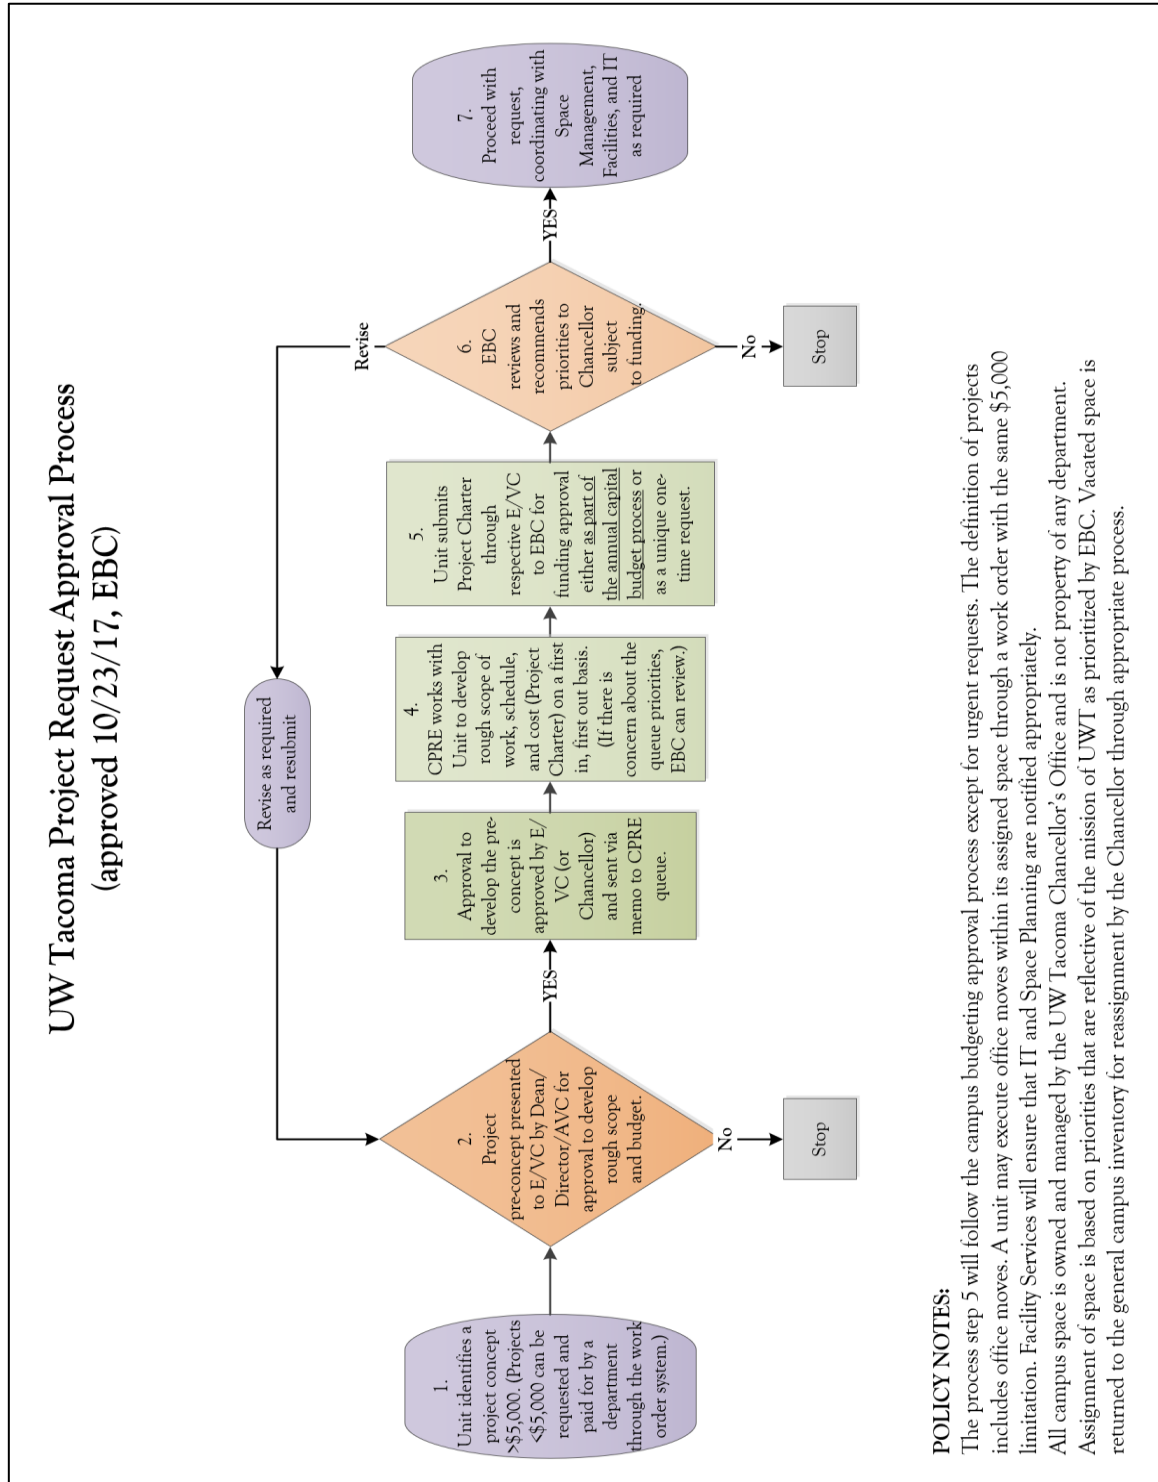 UW Tacoma Project Request Approval Process
(approved 10/23/17, EBC)
Revise as required
and resubmit
Revise
1.
Unit identifies a
project concept
>$5,000. (Projects
<$5,000 can be
requested and
paid for by a
department
through the work
order system.)
2.
Project
pre-concept presented
to E/VC by Dean/
Director/AVC for
approval to develop
rough scope
and budget.
YES
No
Stop
3.
Approval to
develop the pre-
concept is
approved by E/
VC (or
Chancellor)
and sent via
memo to CPRE
queue.
4.
CPRE works with
Unit to develop
rough scope of
work, schedule,
and cost (Project
Charter) on a first
in, first out basis.
(If there is
concern about the
queue priorities,
EBC can review.)
5.
Unit submits
Project Charter
through
respective E/VC
to EBC for
funding approval
either as part of
the annual capital
budget process or
as a unique one-
time request.
6.
EBC
reviews and
recommends
priorities to
Chancellor
subject
to funding.
YES
No
Stop
7.
Proceed with
request,
coordinating with
Space
Management,
Facilities, and IT
as required
POLICY NOTES:
The process step 5 will follow the campus budgeting approval process except for urgent requests. The definition of projects
includes office moves. A unit may execute office moves within its assigned space through a work order with the same $5,000
limitation. Facility Services will ensure that IT and Space Planning are notified appropriately.
All campus space is owned and managed by the UW Tacoma Chancellor's Office and is not property of any department.
Assignment of space is based on priorities that are reflective of the mission of UWT as prioritized by EBC. Vacated space is
returned to the general campus inventory for reassignment by the Chancellor through appropriate process.